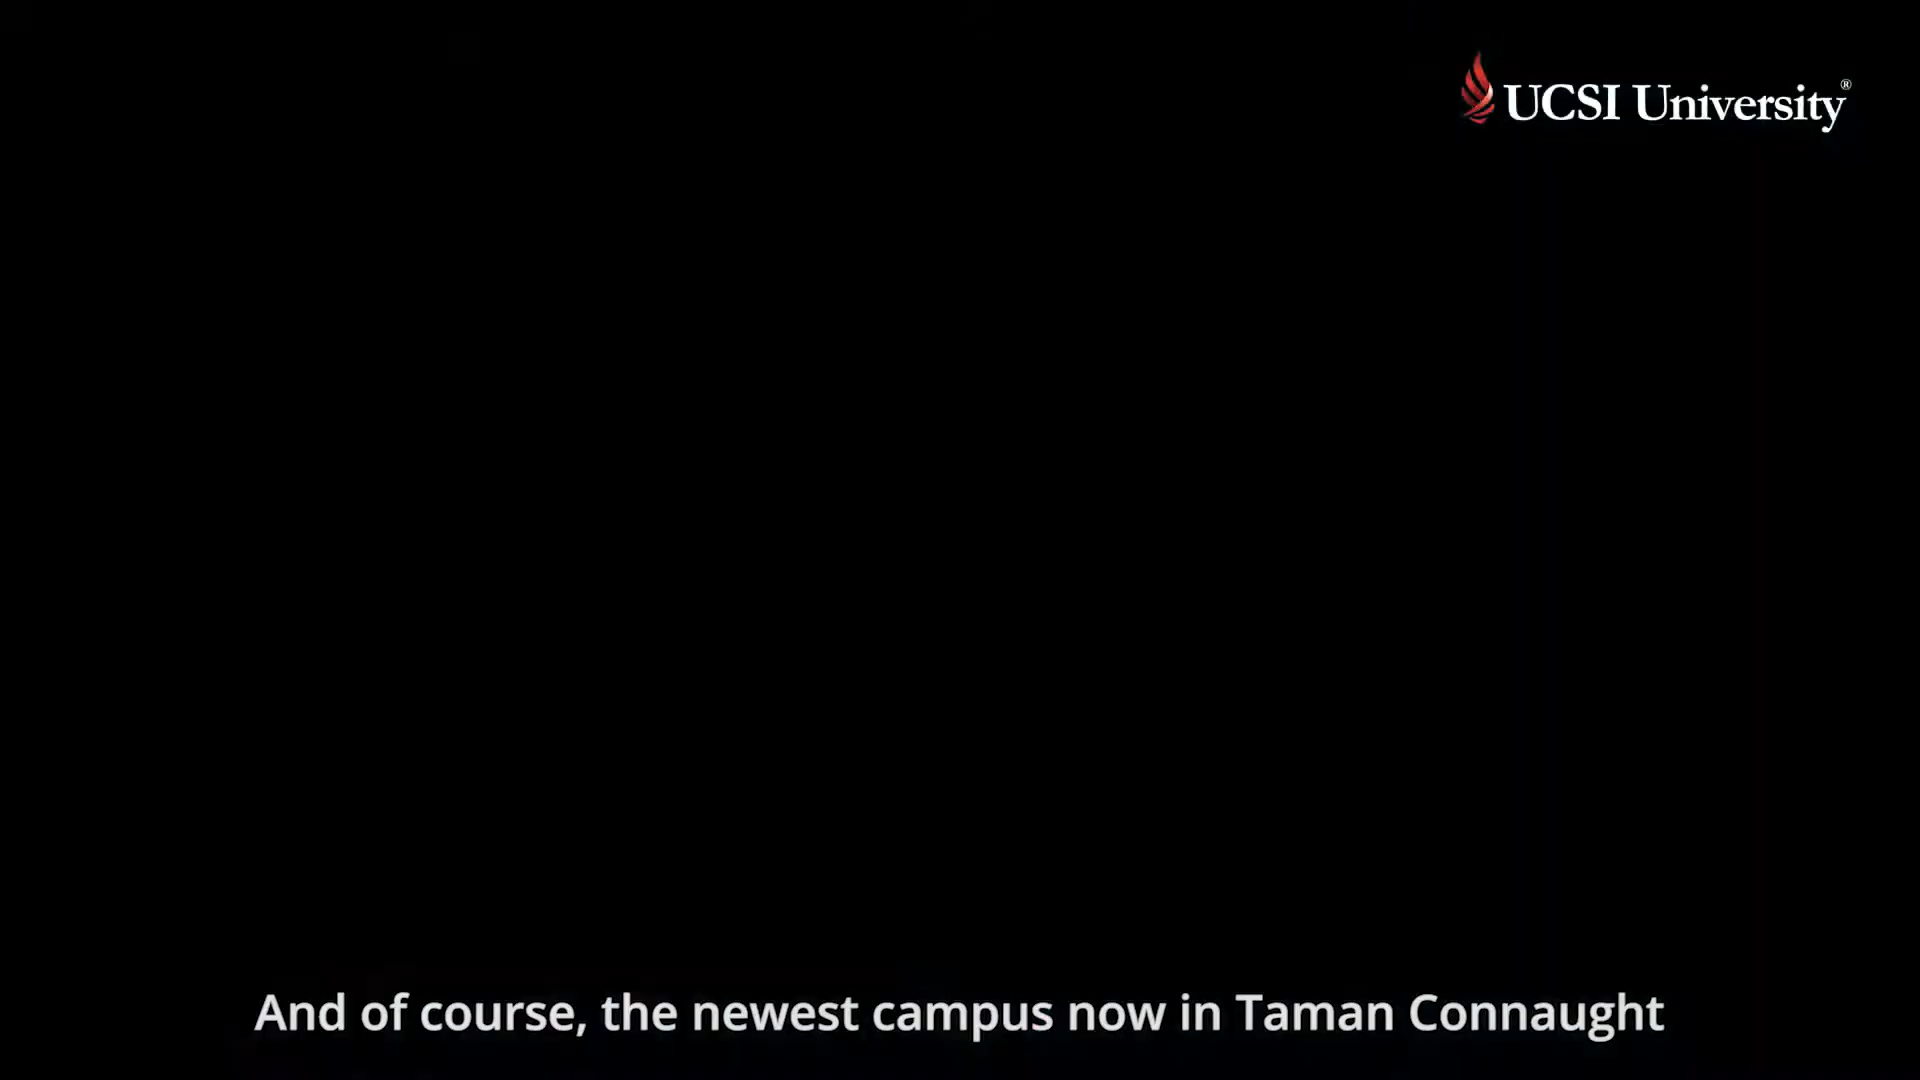 UCSI University®
And of course, the newest campus now in Taman Connaught